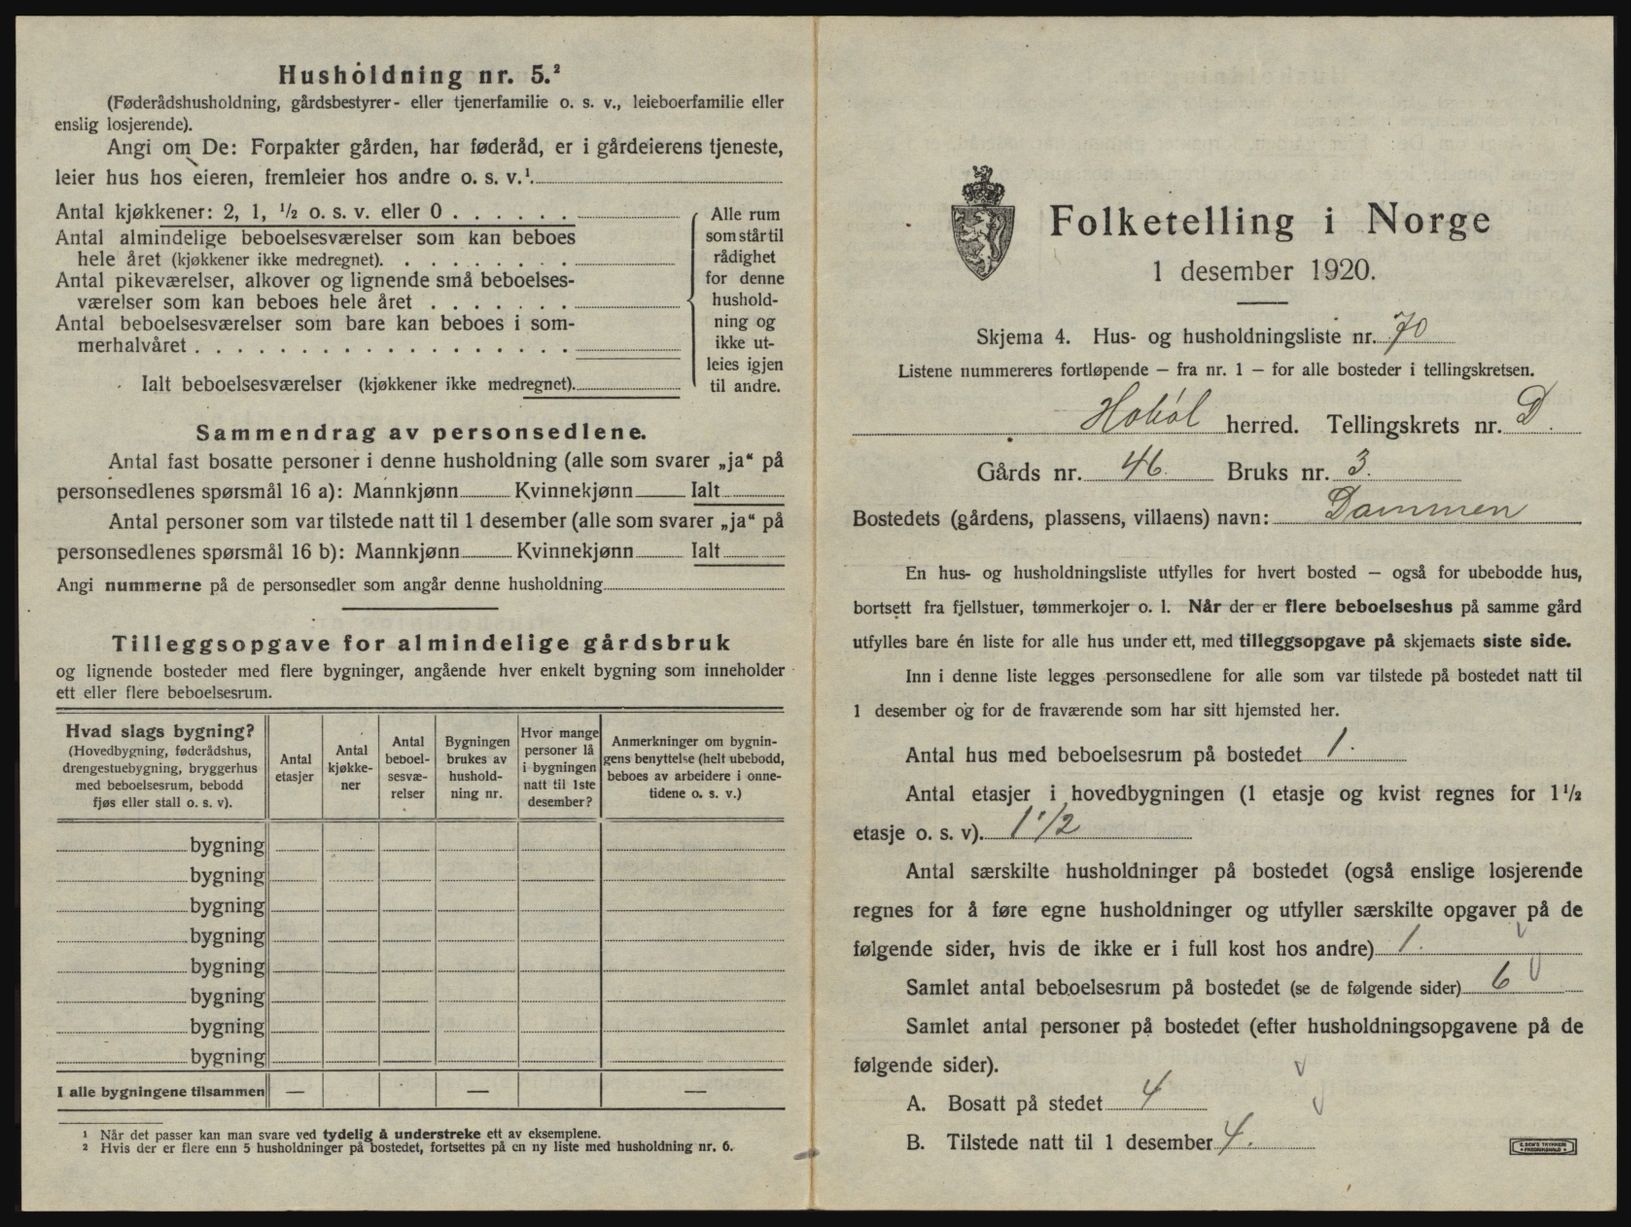 Husholdning nr. 5.²
(Føderådshusholdning, gårdsbestyrer- eller tjenerfamilie o. s. v., leieboerfamilie eller
enslig losjerende).
Angi om De: Forpakter gården, har føderåd, er i gårdeierens tjeneste,
leier hus hos eieren, fremleier hos andre o. s. v.¹
Antal kjøkkener: 2, 1, ½ o. s. v. eller 0 . . . . . .
Antal almindelige beboelsesværelser som kan beboes
hele året (kjøkkener ikke medregnet). . . . . . . . .
Antal pikeværelser, alkover og lignende små beboelses-
værelser som kan beboes hele året . . . . . . .
Antal beboelsesværelser som bare kan beboes i som-
merhalvåret . . . . . . . . . . . . . . . . . .
Ialt beboelsesværelser (kjøkkener ikke medregnet).
Alle rum
som står til
rådighet
for denne
hushold-
ning og
ikke ut-
leies igjen
til andre.
Sammendrag av personsedlene.
Antal fast bosatte personer i denne husholdning (alle som svarer „ja“ på
personsedlenes spørsmål 16 a): Mannkjønn Kvinnekjønn Ialt
Antal personer som var tilstede natt til 1 desember (alle som svarer „ja“ på
personsedlenes spørsmål 16 b): Mannkjønn Kvinnekjønn Ialt
Angi nummerne på de personsedler som angår denne husholdning
Tilleggsopgave for almindelige gårdsbruk
og lignende bosteder med flere bygninger, angående hver enkelt bygning som inneholder
ett eller flere beboelsesrum.
Hvad slags bygning?
(Hovedbygning, føderådshus,
drengestuebygning, bryggerhus
med beboelsesrum, bebodd
fjøs eller stall o. s. v).
Antal
etasjer
Antal
kjøkke-
ner
Antal
beboel-
sesvæ-
relser
Bygningen
brukes av
hushold-
ning nr.
Hvor mange
personer lå
i bygningen
natt til 1ste
desember?
Anmerkninger om bygnin-
gens benyttelse (helt ubebodd,
beboes av arbeidere i onne-
tidene o. s. v.)
bygning
bygning
bygning
bygning
bygning
bygning
bygning
bygning
I alle bygningene tilsammen — — —
¹ Når det passer kan man svare ved tydelig å understreke ett av eksemplene.
² Hvis der er flere enn 5 husholdninger på bostedet, fortsettes på en ny liste med husholdning nr. 6.
Folketelling i Norge
1 desember 1920.
Skjema 4. Hus- og husholdningsliste nr. 70
Listene nummereres fortløpende — fra nr. 1 — for alle bosteder i tellingskretsen.
Hobøl herred. Tellingskrets nr. D.
Gårds nr. 46. Bruks nr. 3.
Bostedets (gårdens, plassens, villaens) navn: Dammen
En hus- og husholdningsliste utfylles for hvert bosted — også for ubebodde hus,
bortsett fra fjellstuer, tømmerkojer o. l. Når der er flere beboelseshus på samme gård
utfylles bare én liste for alle hus under ett, med tilleggsopgave på skjemaets siste side.
Inn i denne liste legges personsedlene for alle som var tilstede på bostedet natt til
1 desember og for de fraværende som har sitt hjemsted her.
Antal hus med beboelsesrum på bostedet 1.
Antal etasjer i hovedbygningen (1 etasje og kvist regnes for 1½
etasje o. s. v). 1½
Antal særskilte husholdninger på bostedet (også enslige losjerende
regnes for å føre egne husholdninger og utfyller særskilte opgaver på de
følgende sider, hvis de ikke er i full kost hos andre) 1.
Samlet antal beboelsesrum på bostedet (se de følgende sider) 6
Samlet antal personer på bostedet (efter husholdningsopgavene på de
følgende sider).
A. Bosatt på stedet 4
B. Tilstede natt til 1 desember 4.